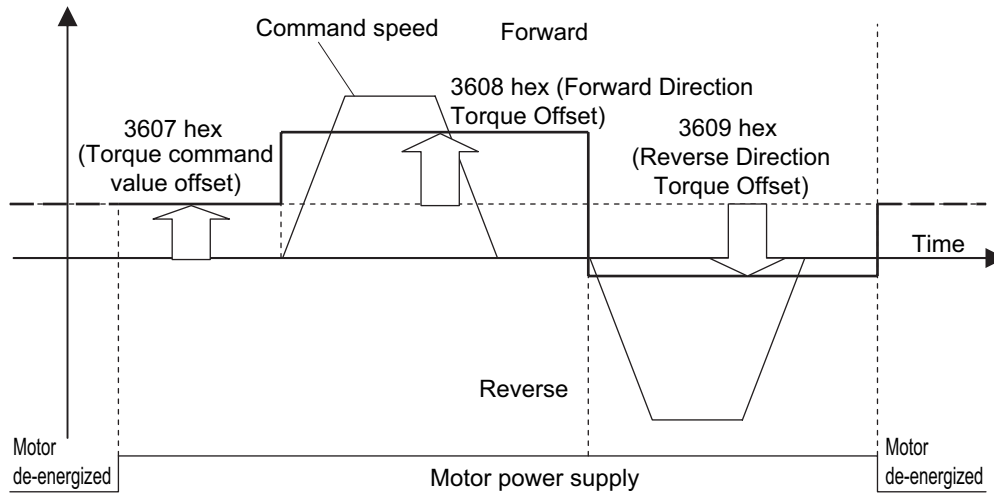 Command speed
Forward
3608 hex (Forward Direction
Torque Offset)
3607 hex
(Torque command
value offset)
3609 hex
(Reverse Direction
Torque Offset)
Time
Reverse
Motor
de-energized
Motor power supply
Motor
de-energized